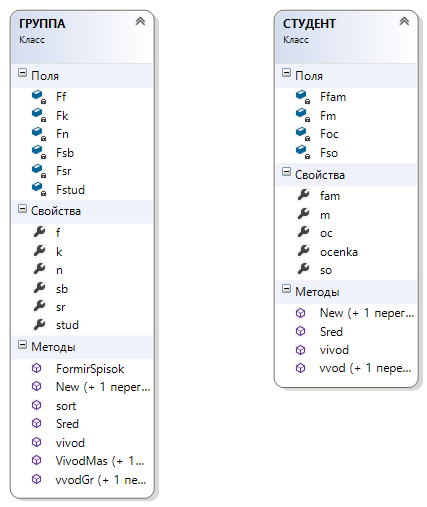 ГРУППА
Класс
Поля
Ff
Fk
Fn
Fsb
Fsr
Fstud
Свойства
f
k
n
sb
sr
stud
Методы
FormirSpisok
New (+ 1 перег...
sort
Sred
vivod
VivodMas (+ 1...
vvodGr (+ 1 пе...
СТУДЕНТ
Класс
Поля
Ffam
Fm
Foc
Fso
Свойства
fam
m
oc
ocenka
so
Методы
New (+ 1 перег...
Sred
vivod
vvod (+ 1 перег...